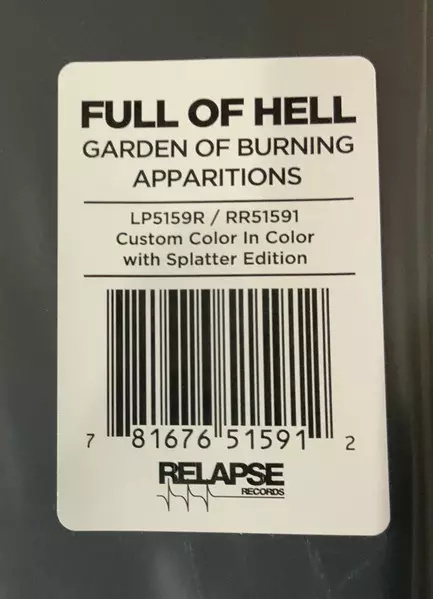 FULL OF HELL
GARDEN OF BURNING
APPARITIONS
LP5159R / RR51591
Custom Color In Color
with Splatter Edition
7 81676 51591 2
RELAPSE
RECORDS